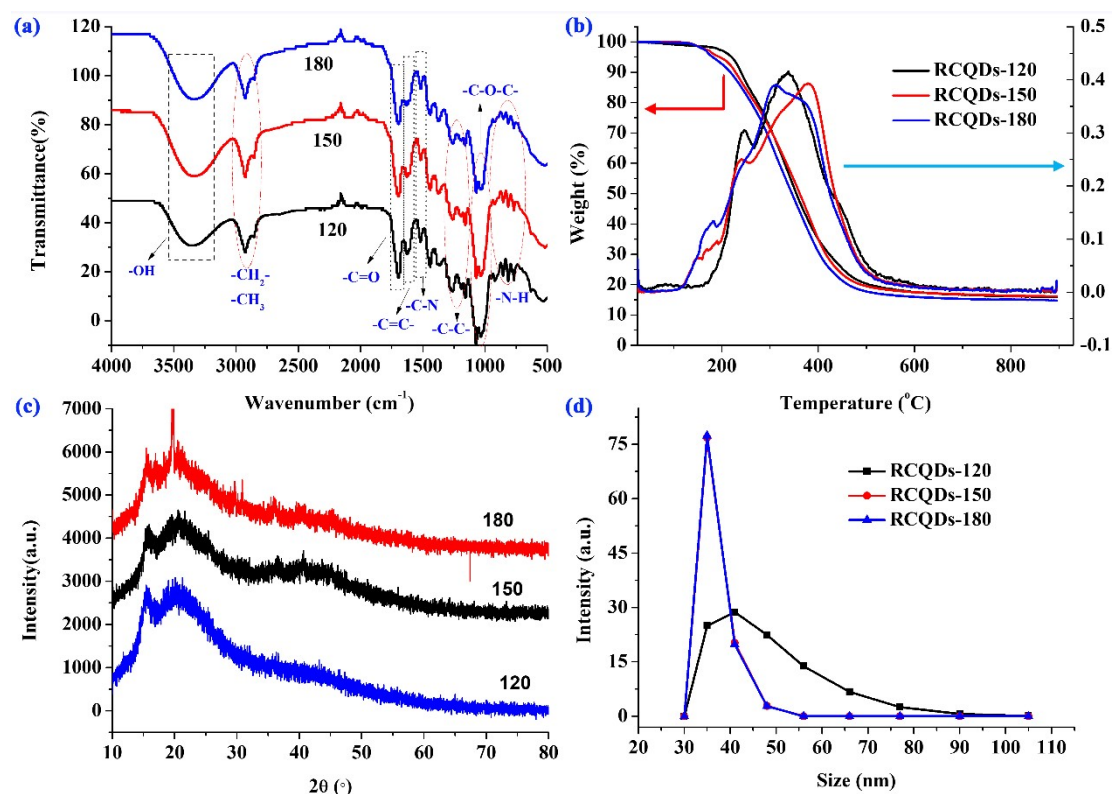 (a)
120
100
80
60
40
20
0
Transmittance(%)
180
150
120
-OH
-CH2-
-CH3
-C=O
-C=C-
-C-N
-C-C-
-C-O-C-
-N-H
4000 3500 3000 2500 2000 1500 1000 500
Wavenumber (cm-1)
(b)
100
90
80
70
60
50
40
30
20
10
0
Weight (%)
RCQDs-120
RCQDs-150
RCQDs-180
0.5
0.4
0.3
0.2
0.1
0.0
-0.1
200 400 600 800
Temperature (oC)
(c)
7000
6000
5000
4000
3000
2000
1000
0
Intensity(a.u.)
180
150
120
10 20 30 40 50 60 70 80
2θ (○)
(d)
75
60
45
30
15
0
Intensity (a.u.)
RCQDs-120
RCQDs-150
RCQDs-180
20 30 40 50 60 70 80 90 100 110
Size (nm)